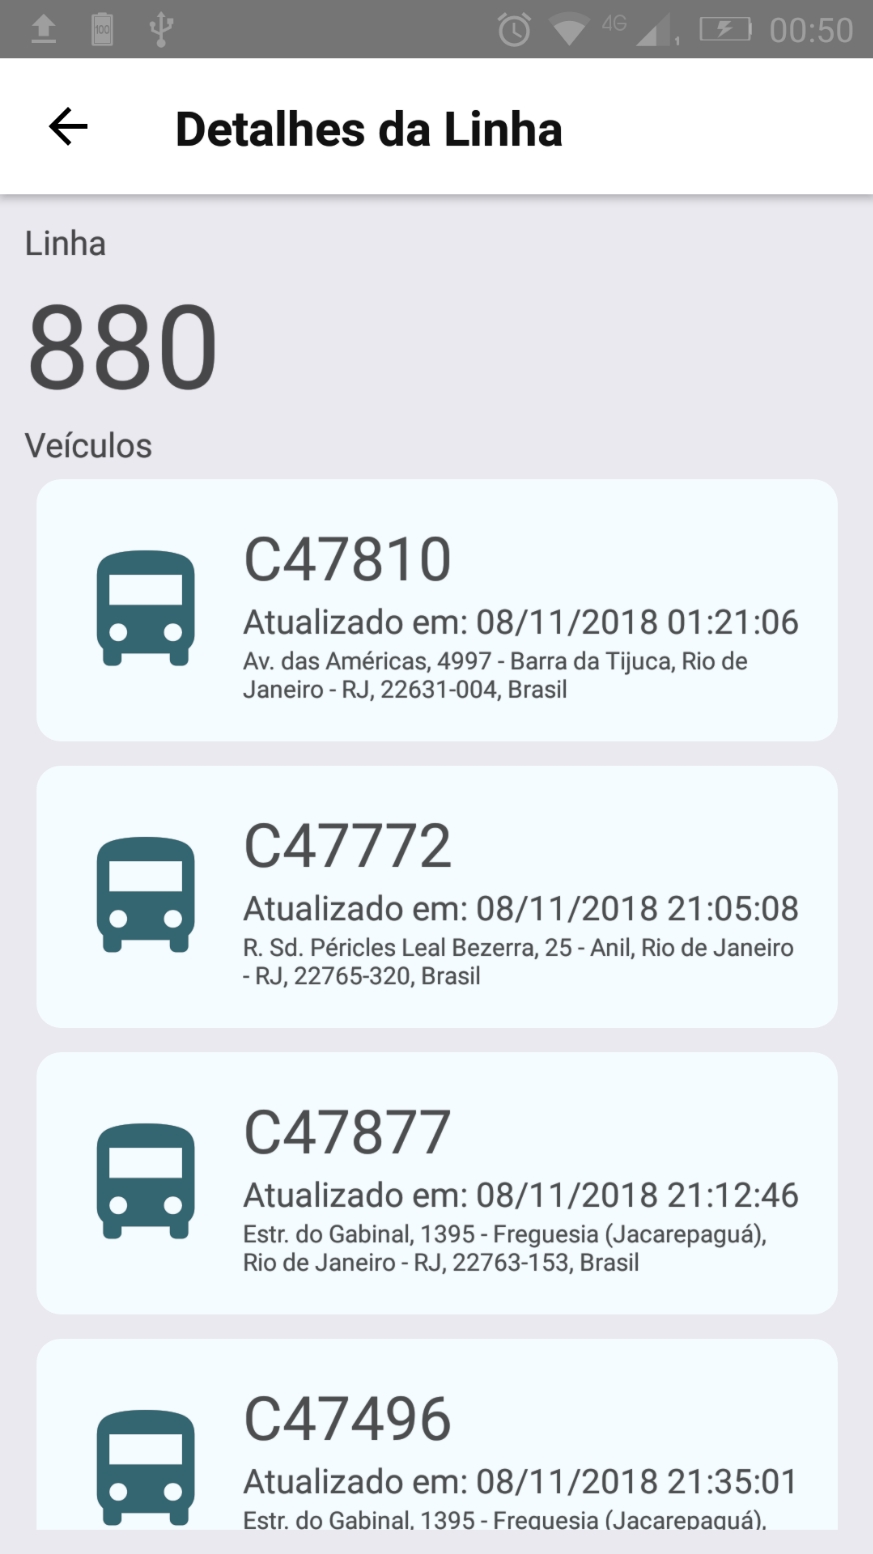 100
4G
1
00:50
Detalhes da Linha
Linha
880
Veículos
C47810
Atualizado em: 08/11/2018 01:21:06
Av. das Américas, 4997 - Barra da Tijuca, Rio de
Janeiro - RJ, 22631-004, Brasil
C47772
Atualizado em: 08/11/2018 21:05:08
R. Sd. Péricles Leal Bezerra, 25 - Anil, Rio de Janeiro
- RJ, 22765-320, Brasil
C47877
Atualizado em: 08/11/2018 21:12:46
Estr. do Gabinal, 1395 - Freguesia (Jacarepaguá),
Rio de Janeiro - RJ, 22763-153, Brasil
C47496
Atualizado em: 08/11/2018 21:35:01
Estr. do Gabinal, 1395 - Freguesia (Jacarepaguá),